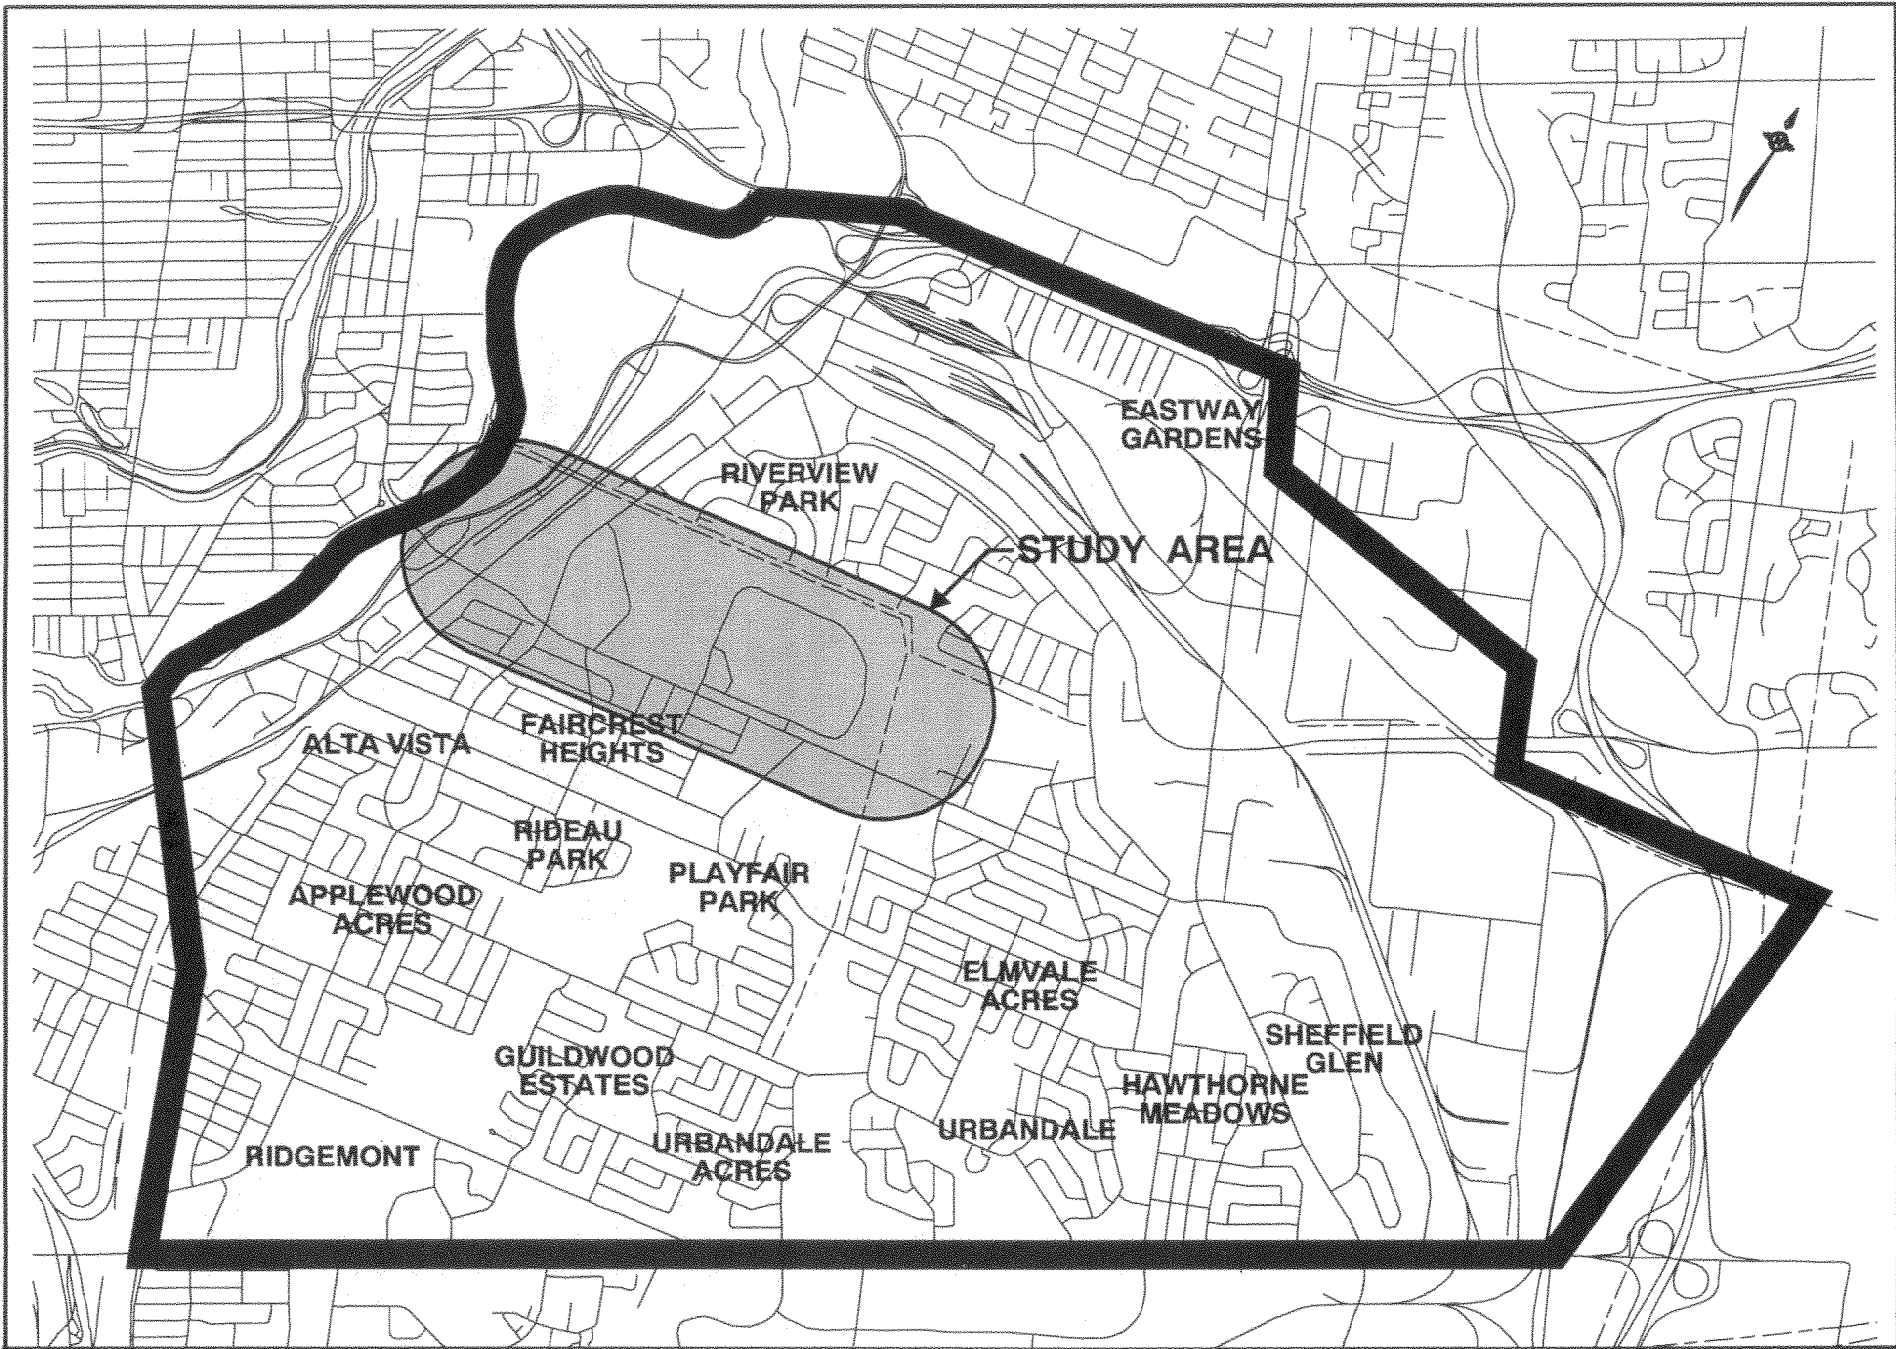 EASTWAY
GARDENS
RIVERVIEW
PARK
STUDY AREA
FAIRCREST
HEIGHTS
ALTA VISTA
RIDEAU
PARK
PLAYFAIR
PARK
APPLEWOOD
ACRES
ELMVALE
ACRES
SHEFFIELD
GLEN
GUILDWOOD
ESTATES
HAWTHORNE
MEADOWS
URBANDALE
URBANDALE
ACRES
RIDGEMONT